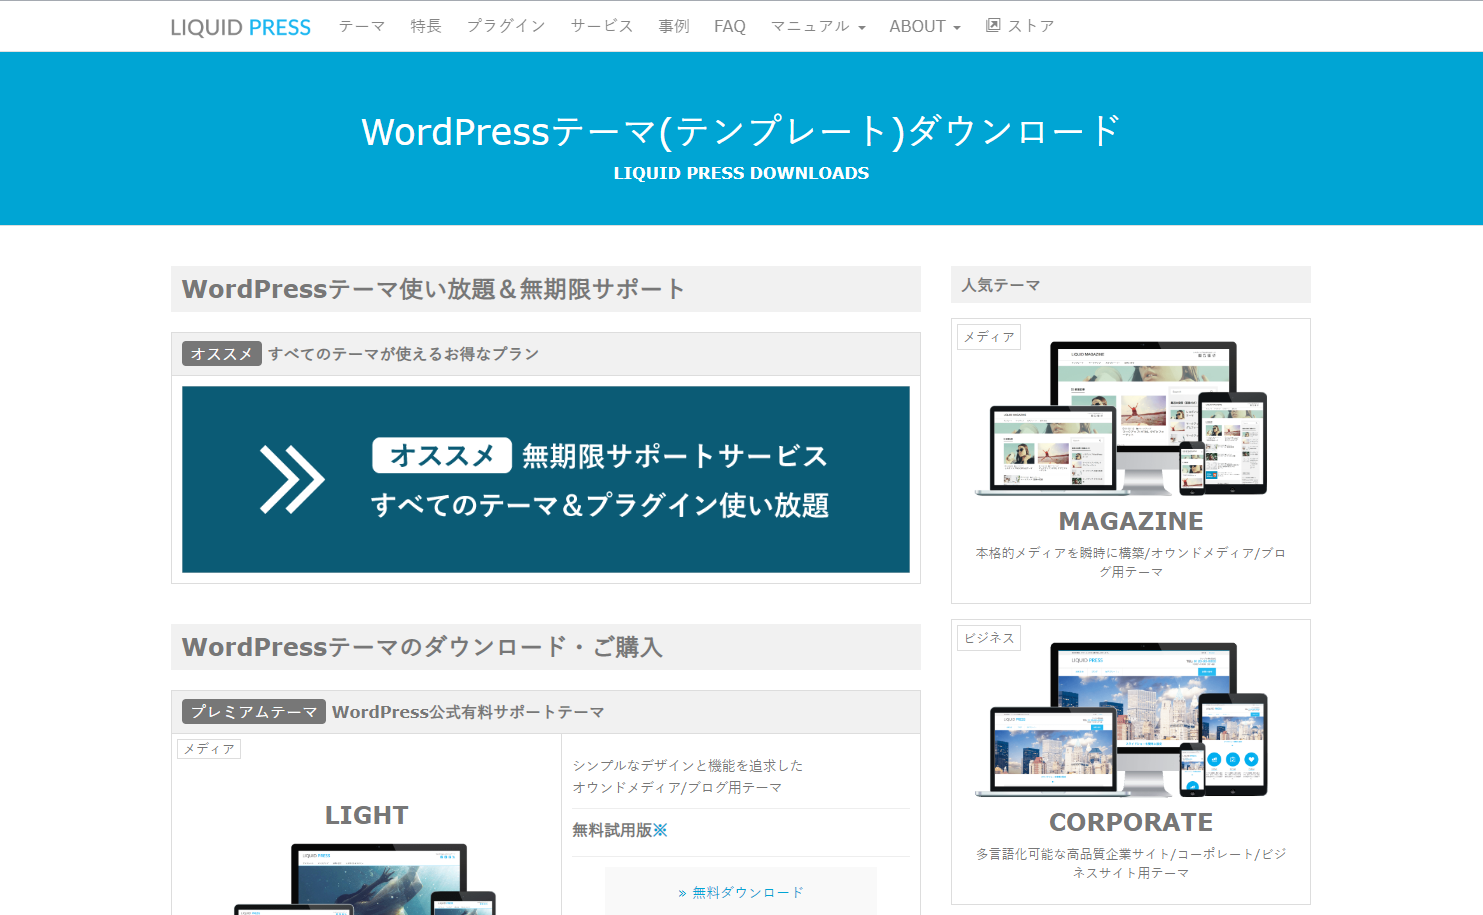 LIQUID PRESS テーマ 特長 プラグイン サービス 事例 FAQ マニュアル ABOUT ストア
WordPressテーマ(テンプレート)ダウンロード
LIQUID PRESS DOWNLOADS
WordPressテーマ使い放題＆無期限サポート
オススメ すべてのテーマが使えるお得なプラン
オススメ 無期限サポートサービス
すべてのテーマ＆プラグイン使い放題
WordPressテーマのダウンロード・ご購入
プレミアムテーマ WordPress公式有料サポートテーマ
メディア
LIGHT
LIQUID PRESS
シンプルなデザインと機能を追求した
オウンドメディア/ブログ用テーマ
無料試用版※
» 無料ダウンロード
人気テーマ
メディア
LIQUID MAGAZINE
LIQUID MAGAZINE
MAGAZINE
本格的メディアを瞬時に構築/オウンドメディア/ブロ
グ用テーマ
ビジネス
LIQUID PRESS
LIQUID PRESS
CORPORATE
多言語化可能な高品質企業サイト/コーポレート/ビジ
ネスサイト用テーマ